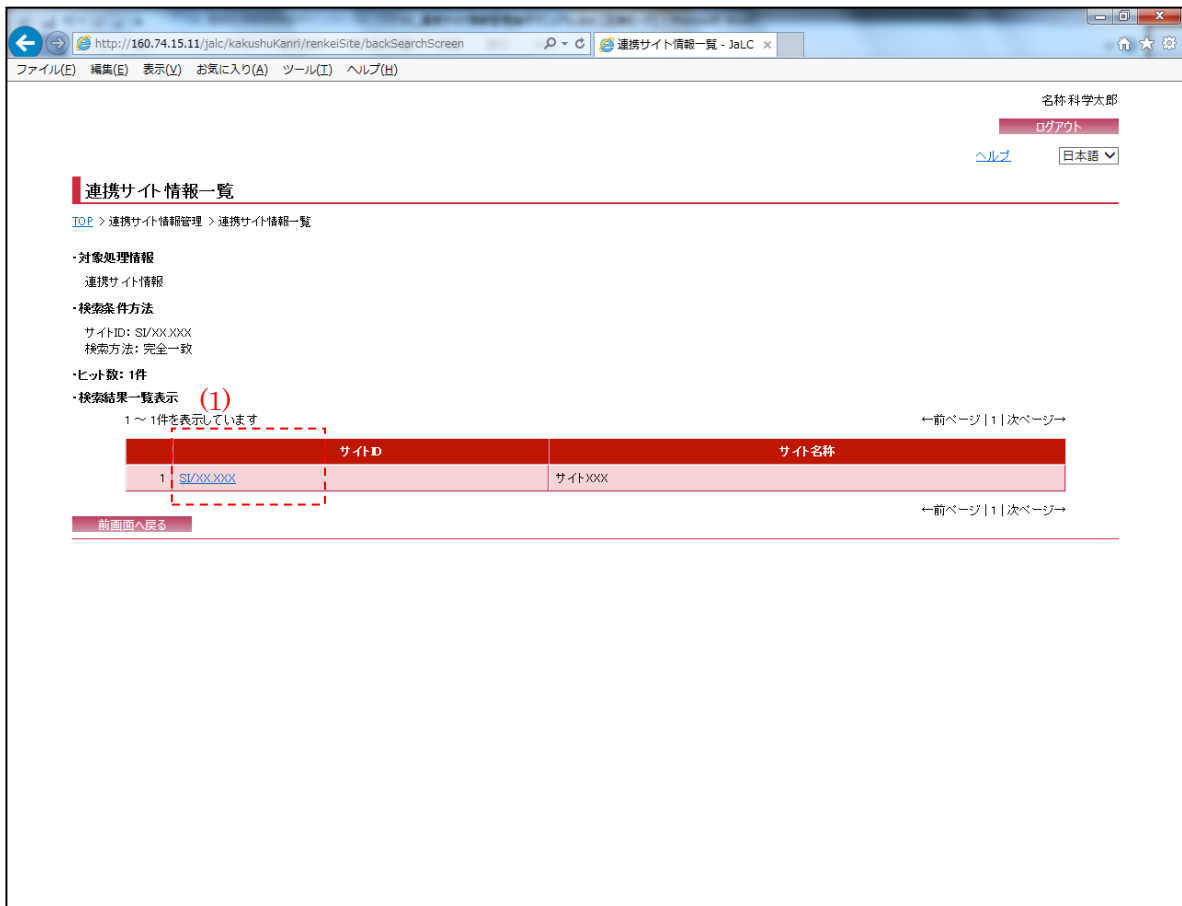 http://160.74.15.11/jalc/kakushuKanri/renkeiSite/backSearchScreen
連携サイト情報一覧 - JaLC
ファイル(F) 編集(E) 表示(V) お気に入り(A) ツール(T) ヘルプ(H)
名称 科学太郎
ログアウト
ヘルプ 日本語
連携サイト情報一覧
TOP > 連携サイト情報管理 > 連携サイト情報一覧
・対象処理情報
連携サイト情報
・検索条件方法
サイトID: SI/XX.XXX
検索方法: 完全一致
・ヒット数: 1件
・検索結果一覧表示 (1)
1 ～ 1件を表示しています ←前ページ | 1 | 次ページ→
サイトID サイト名称
1 SI/XX.XXX サイトXXX
←前ページ | 1 | 次ページ→
前画面へ戻る